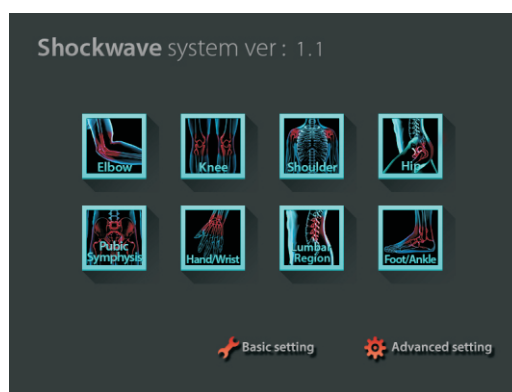 Shockwave system ver : 1.1
Elbow
Knee
Shoulder
Hip
Pubic
Symphysis
Hand/Wrist
Lumbar
Region
Foot/Ankle
Basic setting
Advanced setting